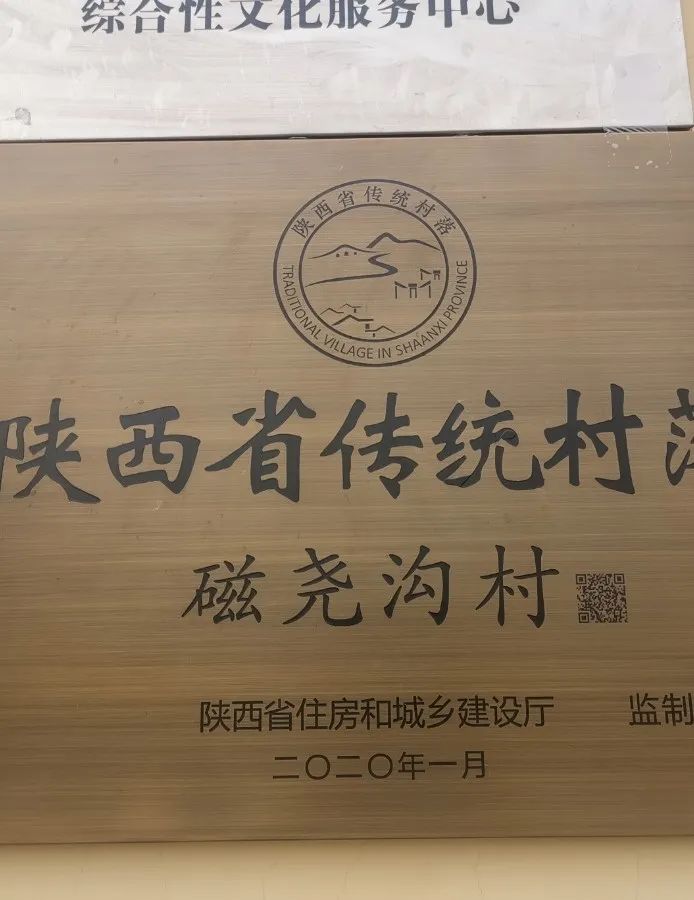 综合性文化服务中心
陕西省传统村落
TRADITIONAL VILLAGE IN SHAANXI PROVINCE
陕西省传统村落
磁尧沟村
陕西省住房和城乡建设厅 监制
二〇二〇年一月